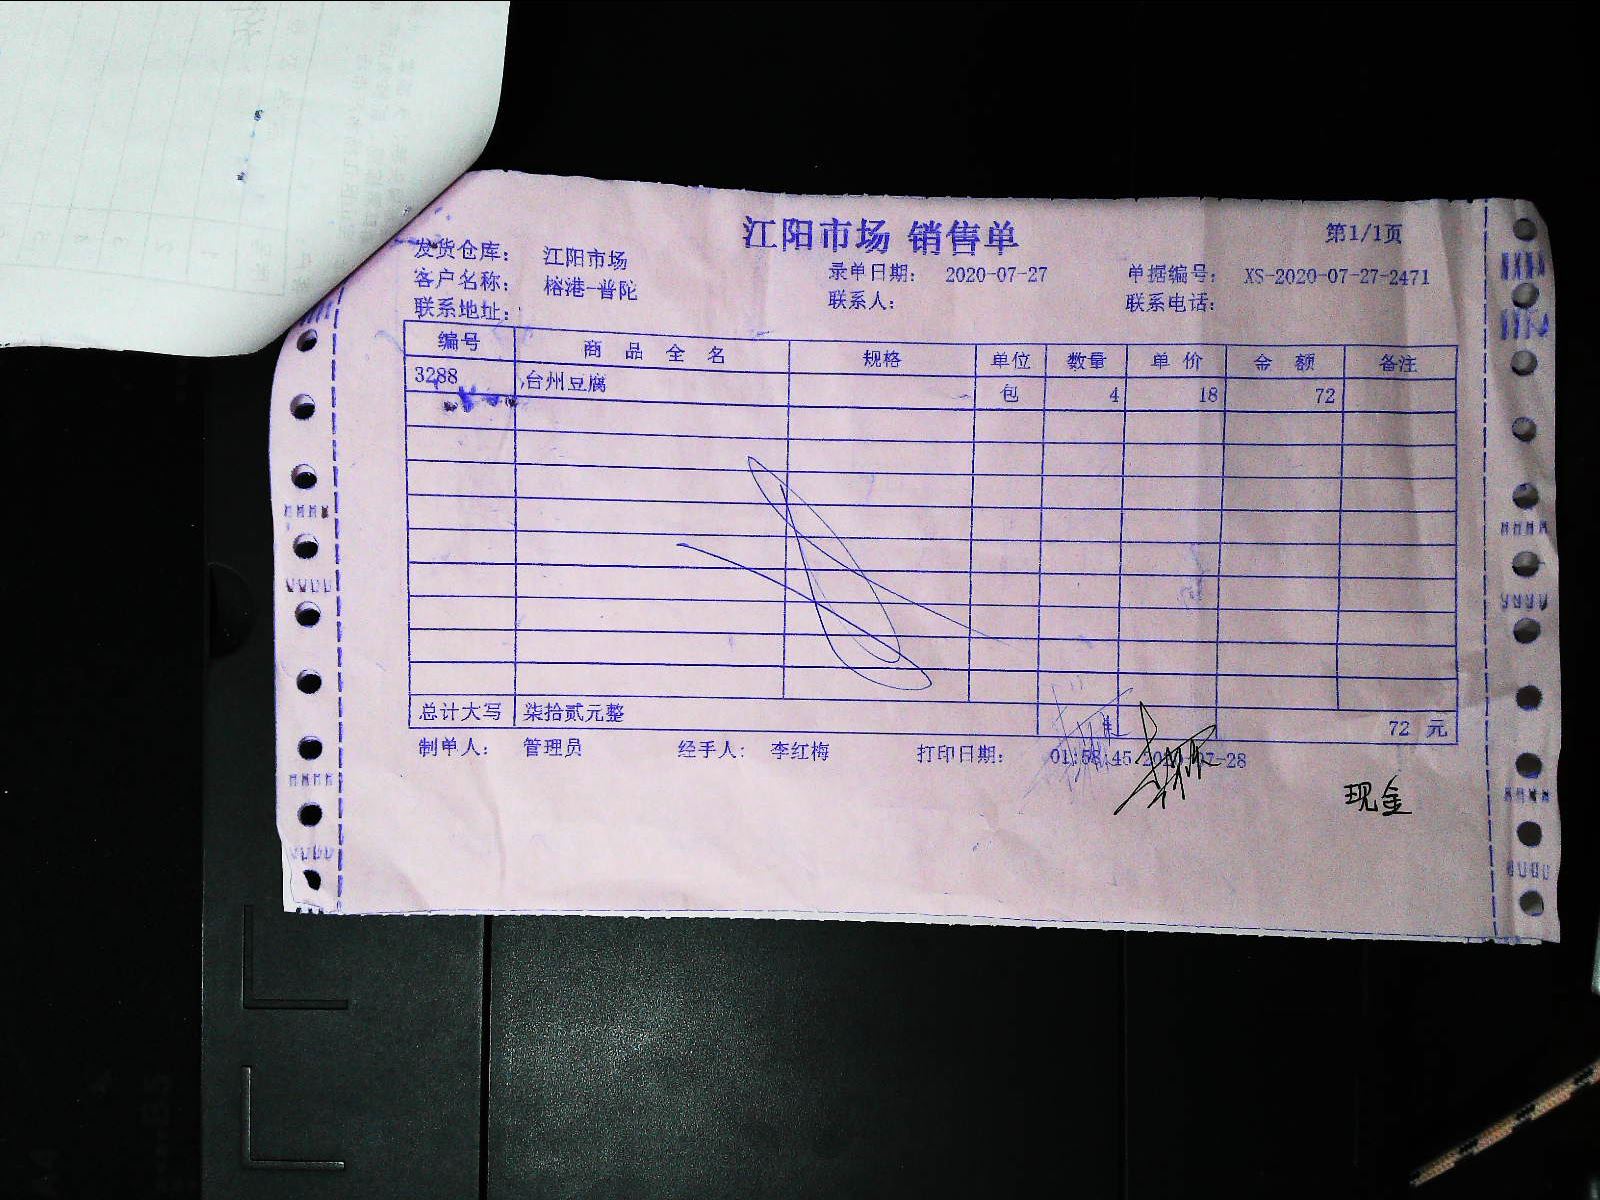 江阳市场 销售单
第1/1页
发货仓库： 江阳市场 录单日期： 2020-07-27 单据编号： XS-2020-07-27-2471
客户名称： 榕港-普陀 联系人： 联系电话：
联系地址：
编号 商 品 全 名 规格 单位 数量 单 价 金 额 备注
3288 台州豆腐 包 4 18 72
总计大写 柒拾贰元整 4 72 元
制单人： 管理员 经手人： 李红梅 打印日期： 01:58:45 2020-07-28
现金